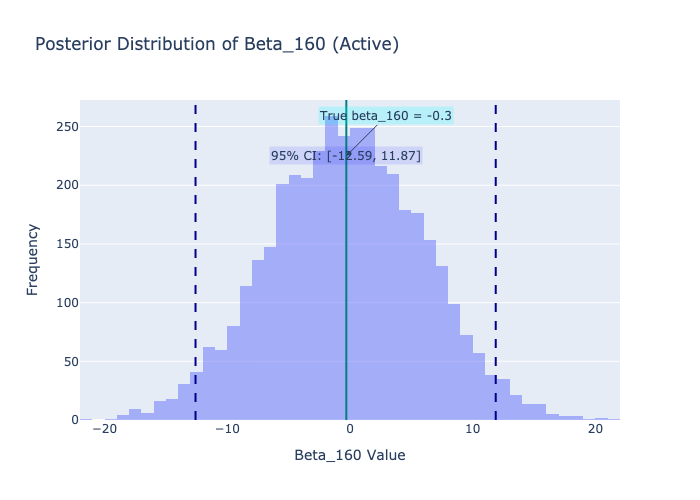 Posterior Distribution of Beta_160 (Active)
True beta_160 = -0.3
95% CI: [-12.59, 11.87]
250
200
150
100
50
0
Frequency
−20
−10
0
10
20
Beta_160 Value